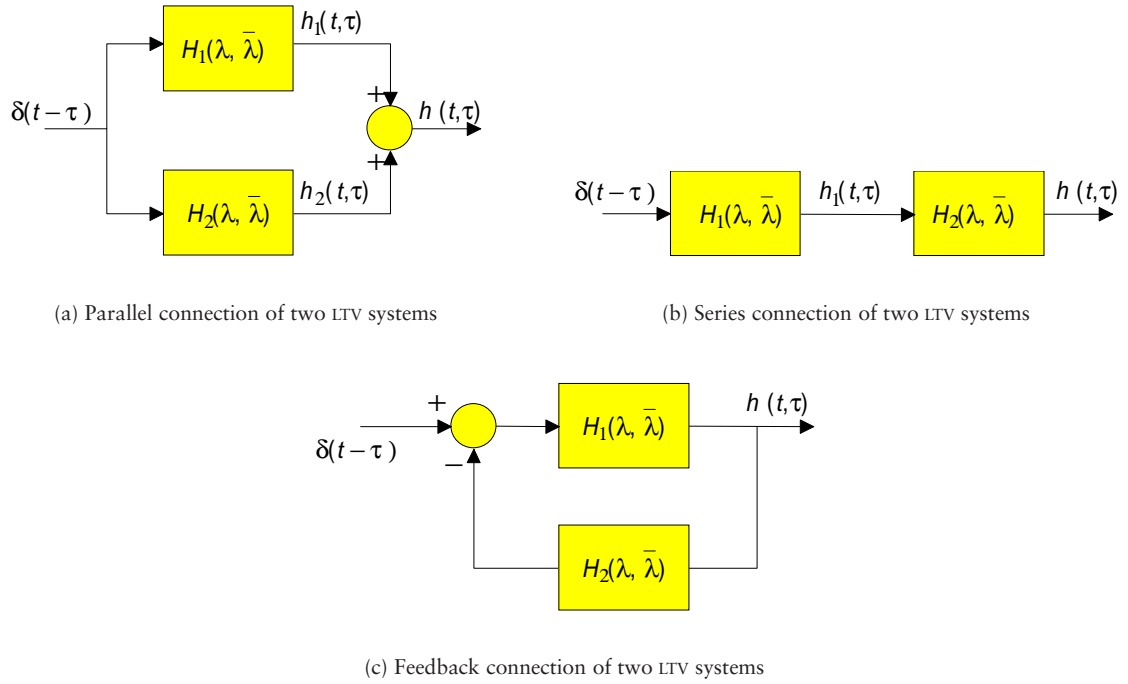 h₁(t,τ)
H₁(λ, λ̄)
+
δ(t – τ)
h (t,τ)
+
h₂(t,τ)
H₂(λ, λ̄)
(a) Parallel connection of two LTV systems
δ(t – τ)
H₁(λ, λ̄)
h₁(t,τ)
H₂(λ, λ̄)
h (t,τ)
(b) Series connection of two LTV systems
+
δ(t – τ)
–
H₁(λ, λ̄)
h (t,τ)
H₂(λ, λ̄)
(c) Feedback connection of two LTV systems